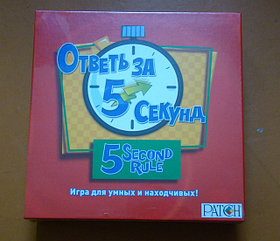 Ответь за
5
Секунд
5 Second
Rule
Игра для умных и находчивых!
PATCH